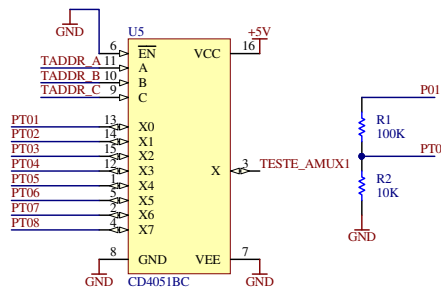 U5
GND
+5V
6 EN VCC 16
TADDR_A 11 A
TADDR_B 10 B
TADDR_C 9 C
P01
PT01 13 X0
PT02 14 X1
PT03 15 X2
PT04 12 X3
PT05 1 X4
PT06 5 X5
PT07 2 X6
PT08 4 X7
X 3 TESTE_AMUX1
R1
100K
PT0
R2
10K
GND
8 GND VEE 7
GND
GND
CD4051BC